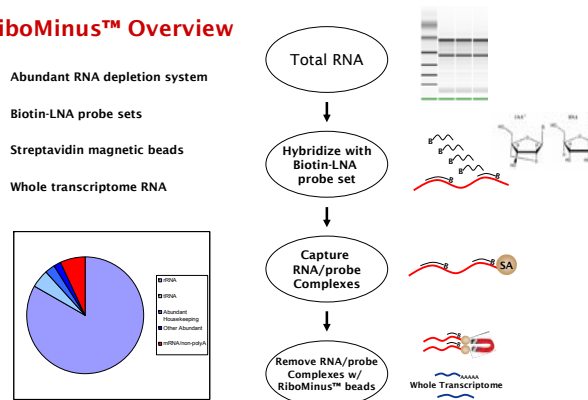 RiboMinus™ Overview
Abundant RNA depletion system
Biotin-LNA probe sets
Streptavidin magnetic beads
Whole transcriptome RNA
rRNA
tRNA
Abundant
Housekeeping
Other Abundant
mRNA/non-polyA
Total RNA
Hybridize with
Biotin-LNA
probe set
B
B
B
B
B
B
Capture
RNA/probe
Complexes
B
SA
Remove RNA/probe
Complexes w/
RiboMinus™ beads
AAAAA
Whole Transcriptome